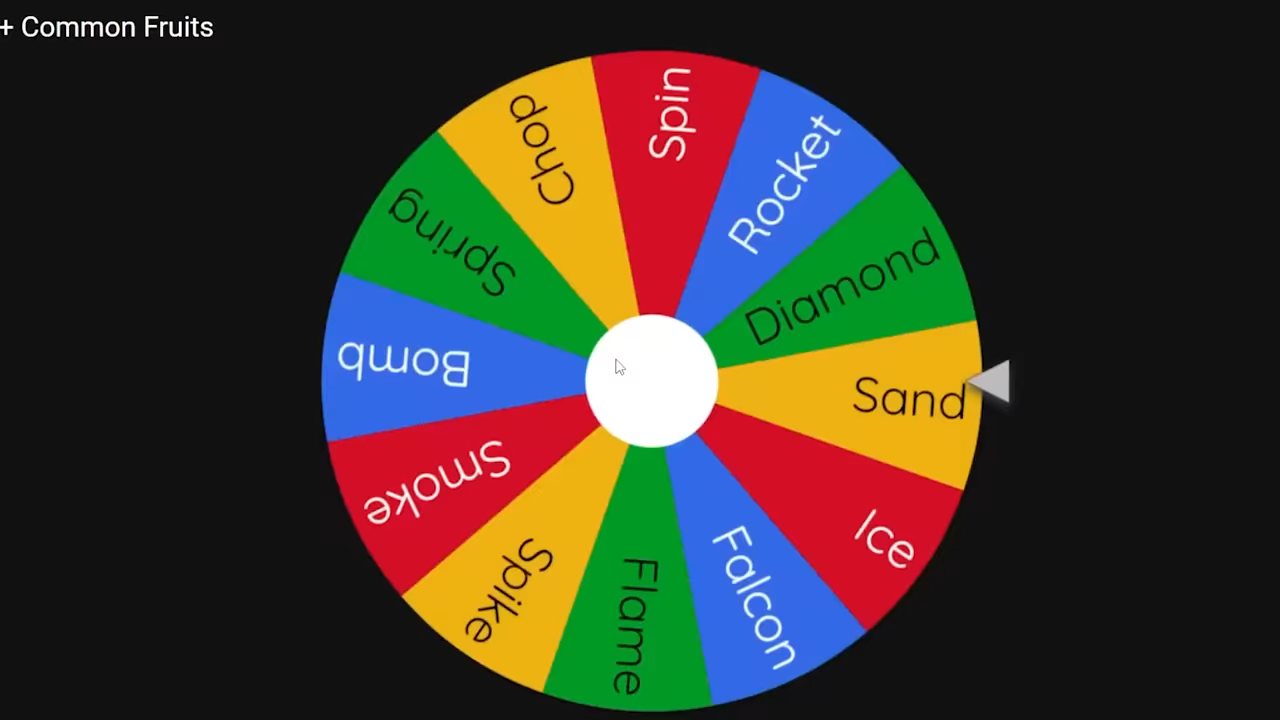 + Common Fruits
Spin
Rocket
Diamond
Sand
Ice
Falcon
Flame
Spike
Smoke
Bomb
Spring
Chop